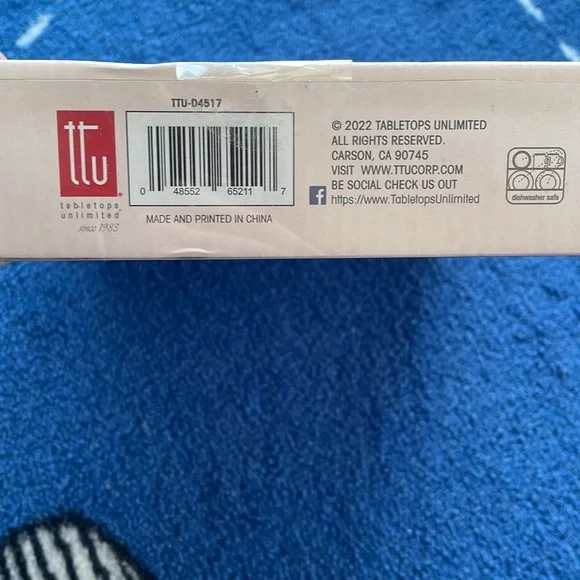 TTU-D4517
ttu
tabletops
unlimited®
since 1983
0 48552 65211 7
MADE AND PRINTED IN CHINA
© 2022 TABLETOPS UNLIMITED
ALL RIGHTS RESERVED.
CARSON, CA 90745
VISIT WWW.TTUCORP.COM
BE SOCIAL CHECK US OUT
f https://www.TabletopsUnlimited
dishwasher safe